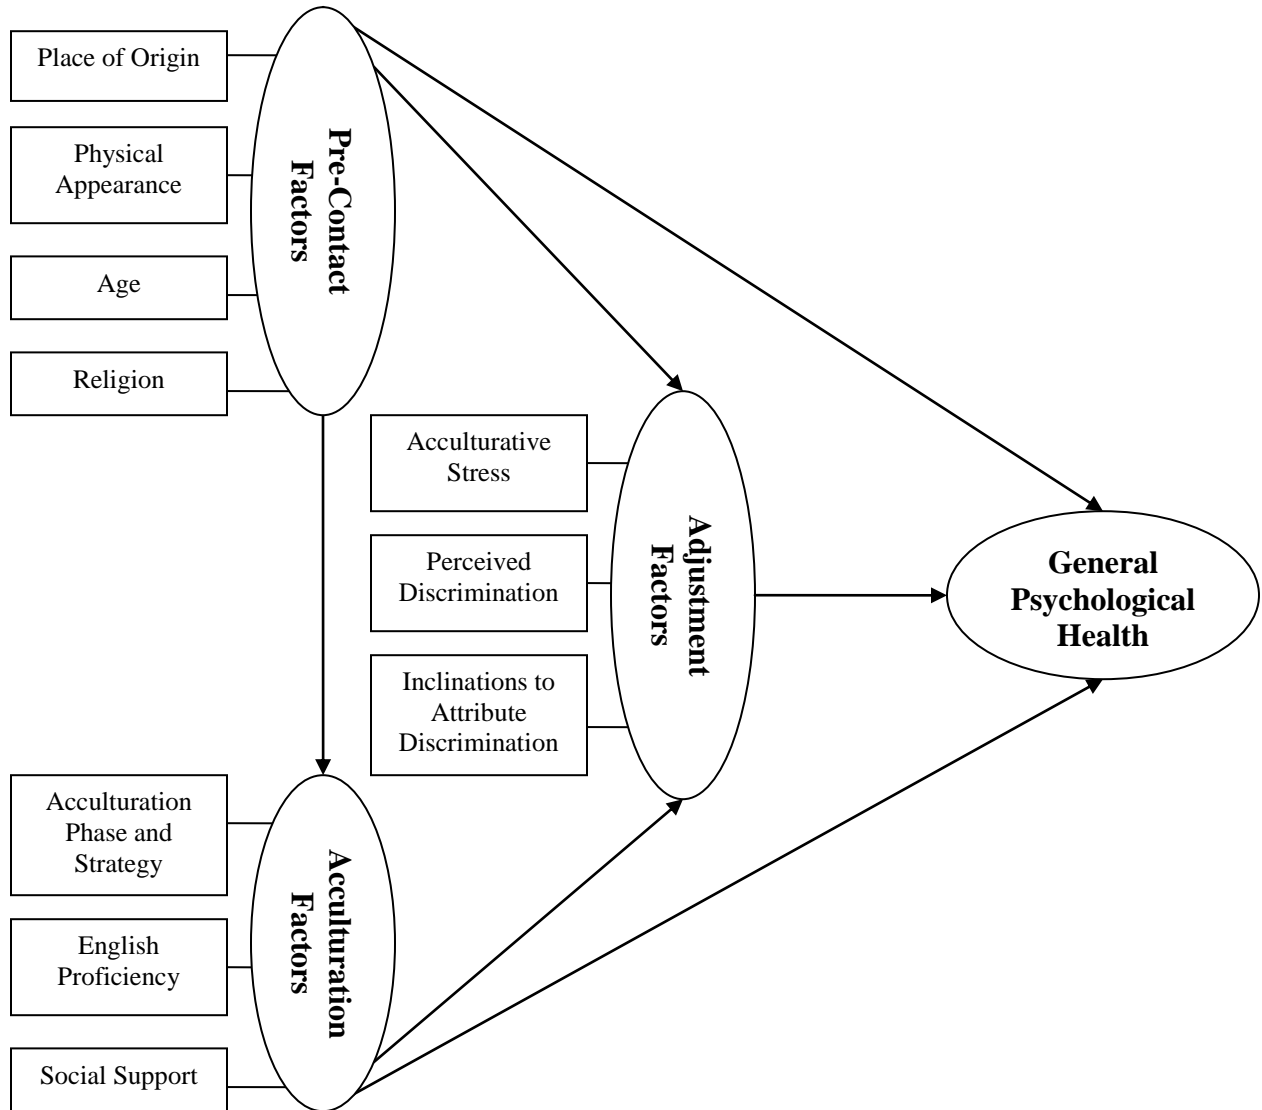 Place of Origin
Physical
Appearance
Age
Religion
Pre-Contact
Factors
Acculturative
Stress
Perceived
Discrimination
Inclinations to
Attribute
Discrimination
Adjustment
Factors
General
Psychological
Health
Acculturation
Phase and
Strategy
English
Proficiency
Social Support
Acculturation
Factors